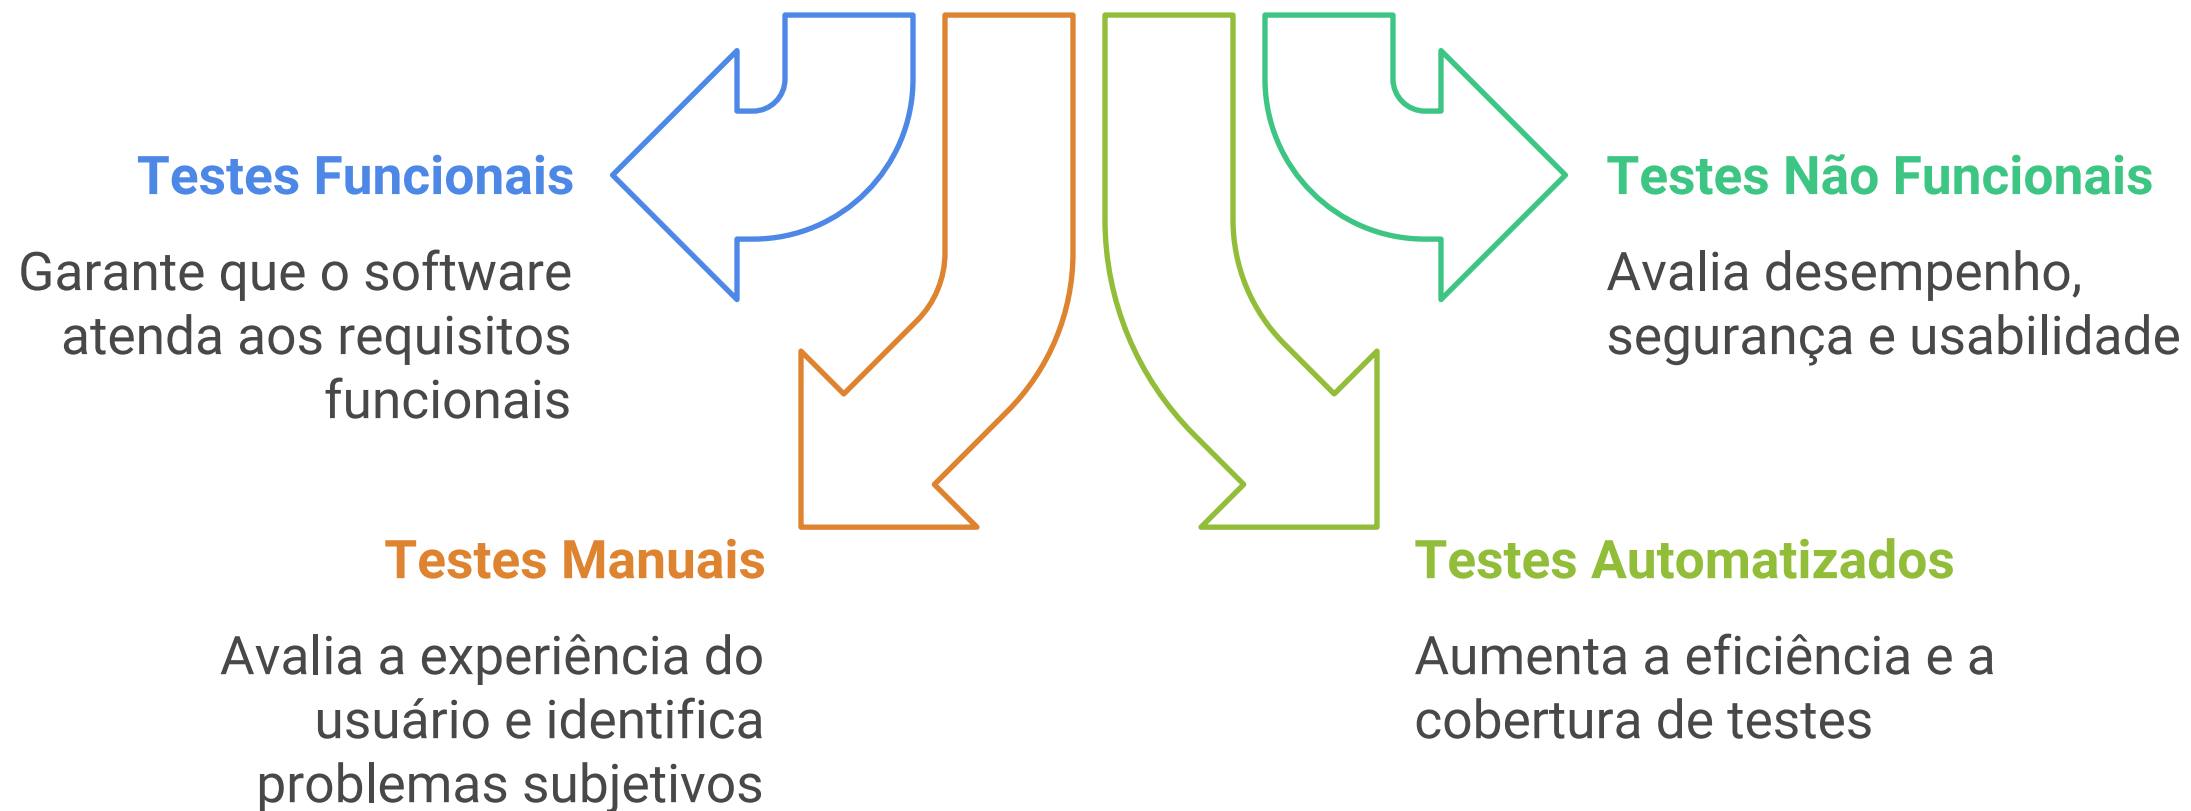 Testes Funcionais
Garante que o software
atenda aos requisitos
funcionais
Testes Não Funcionais
Avalia desempenho,
segurança e usabilidade
Testes Manuais
Avalia a experiência do
usuário e identifica
problemas subjetivos
Testes Automatizados
Aumenta a eficiência e a
cobertura de testes